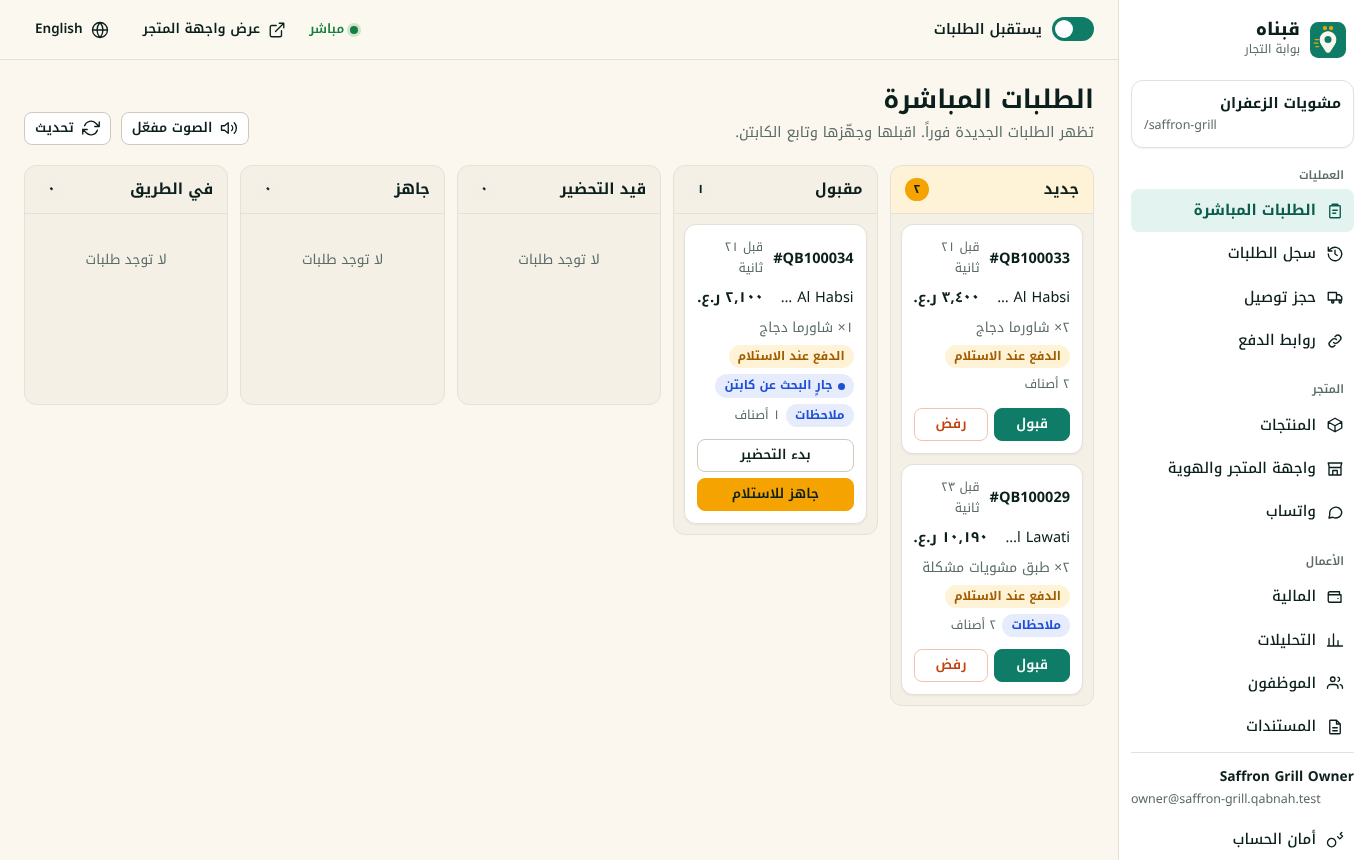 قبناه
بوابة التجار
مشويات الزعفران
/saffron-grill
العمليات
الطلبات المباشرة
سجل الطلبات
حجز توصيل
روابط الدفع
المتجر
المنتجات
واجهة المتجر والهوية
واتساب
الأعمال
المالية
التحليلات
الموظفون
المستندات
Saffron Grill Owner
owner@saffron-grill.qabnah.test
أمان الحساب
يستقبل الطلبات
مباشر
عرض واجهة المتجر
English
الطلبات المباشرة
تظهر الطلبات الجديدة فوراً. اقبلها وجهّزها وتابع الكابتن.
الصوت مفعّل
تحديث
جديد ٢
#QB100033 قبل ٢١ ثانية
Al Habsi ... ٣,٤٠٠ ر.ع.
٢× شاورما دجاج
الدفع عند الاستلام
٢ أصناف
قبول رفض
#QB100029 قبل ٢٣ ثانية
...l Lawati ١٠,١٩٠ ر.ع.
٢× طبق مشويات مشكلة
الدفع عند الاستلام
ملاحظات ٢ أصناف
قبول رفض
مقبول ١
#QB100034 قبل ٢١ ثانية
Al Habsi ... ٢,١٠٠ ر.ع.
١× شاورما دجاج
الدفع عند الاستلام
جارٍ البحث عن كابتن
ملاحظات ١ أصناف
بدء التحضير
جاهز للاستلام
قيد التحضير ٠
لا توجد طلبات
جاهز ٠
لا توجد طلبات
في الطريق ٠
لا توجد طلبات